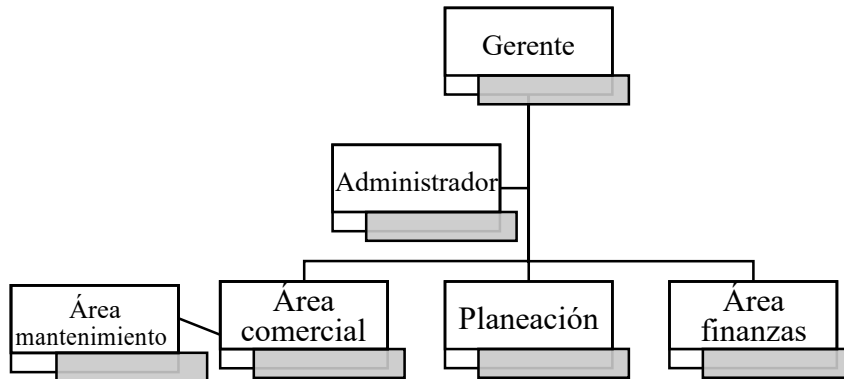 Gerente
Administrador
Área
mantenimiento
Área
comercial
Planeación
Área
finanzas